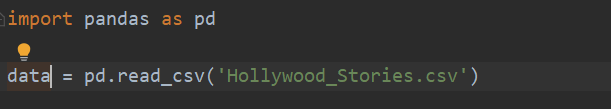 import pandas as pd
data = pd.read_csv('Hollywood_Stories.csv')